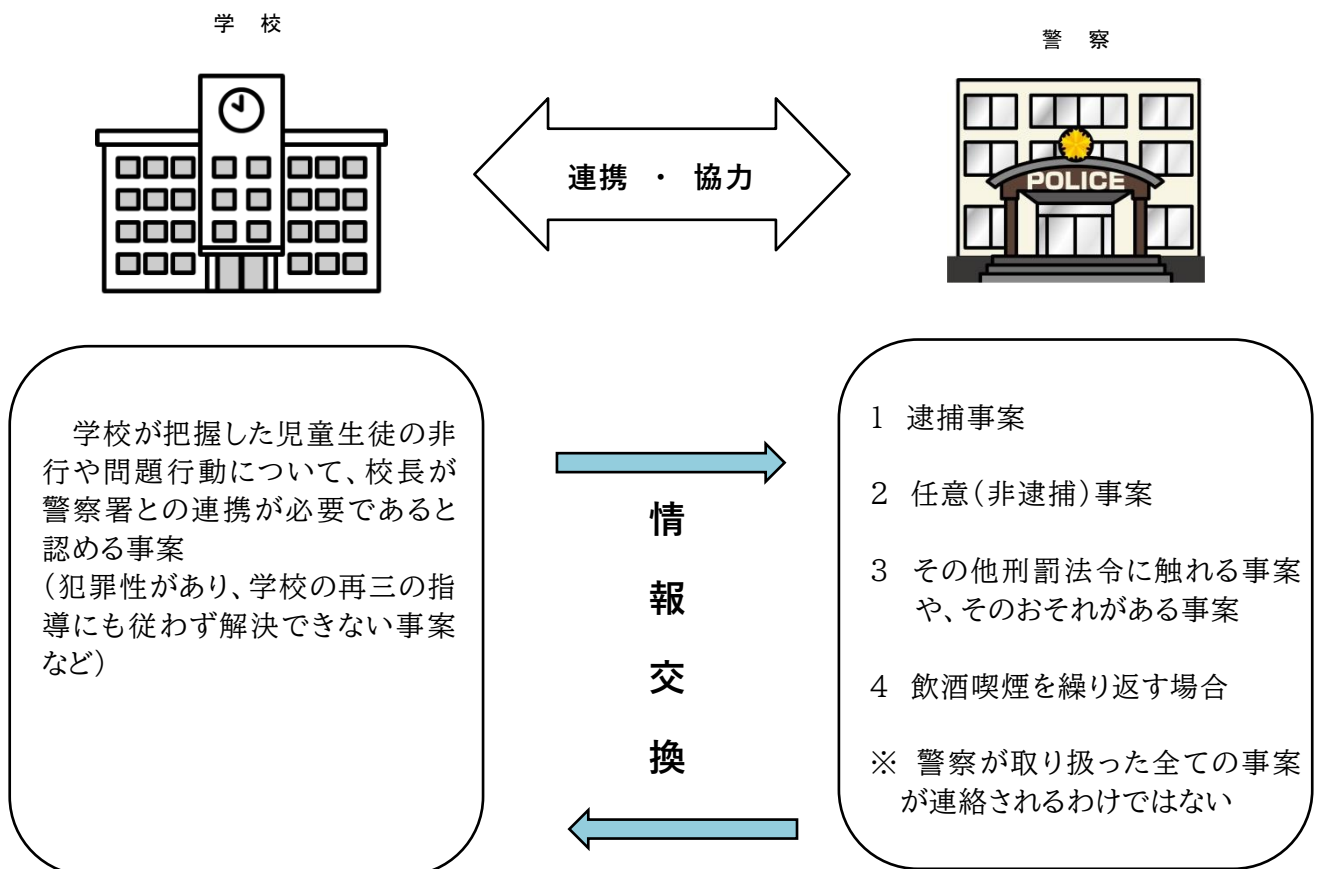 学 校
警 察
連携 ・ 協力
POLICE
学校が把握した児童生徒の非
行や問題行動について、校長が
警察署との連携が必要であると
認める事案
（犯罪性があり、学校の再三の指
導にも従わず解決できない事案
など）
情
報
交
換
1 逮捕事案
2 任意（非逮捕）事案
3 その他刑罰法令に触れる事案
や、そのおそれがある事案
4 飲酒喫煙を繰り返す場合
※ 警察が取り扱った全ての事案
が連絡されるわけではない